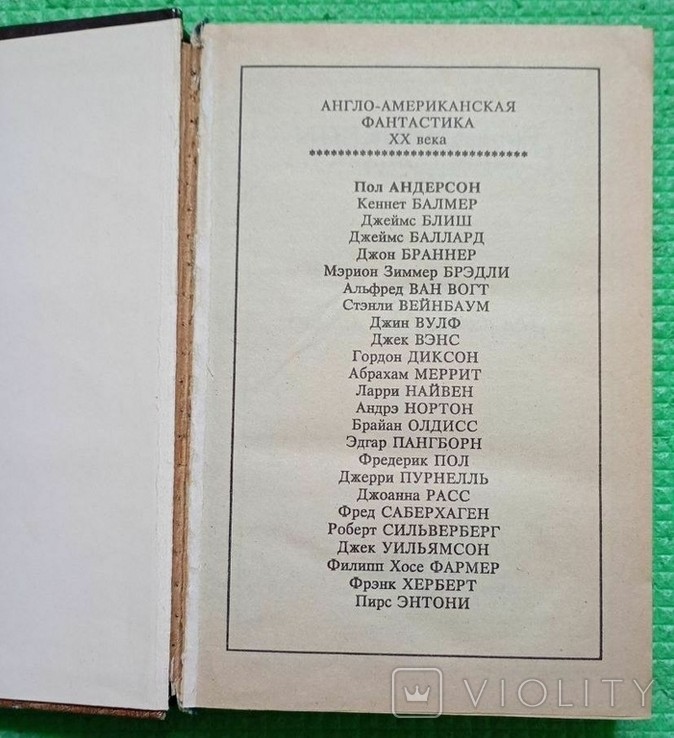 АНГЛО-АМЕРИКАНСКАЯ
ФАНТАСТИКА
XX века
******************************
Пол АНДЕРСОН
Кеннет БАЛМЕР
Джеймс БЛИШ
Джеймс БАЛЛАРД
Джон БРАННЕР
Мэрион Зиммер БРЭДЛИ
Альфред ВАН ВОГТ
Стэнли ВЕЙНБАУМ
Джин ВУЛФ
Джек ВЭНС
Гордон ДИКСОН
Абрахам МЕРРИТ
Ларри НАЙВЕН
Андрэ НОРТОН
Брайан ОЛДИСС
Эдгар ПАНГБОРН
Фредерик ПОЛ
Джерри ПУРНЕЛЛЬ
Джоанна РАСС
Фред САБЕРХАГЕН
Роберт СИЛЬВЕРБЕРГ
Джек УИЛЬЯМСОН
Филипп Хосе ФАРМЕР
Фрэнк ХЕРБЕРТ
Пирс ЭНТОНИ
VIOLITY